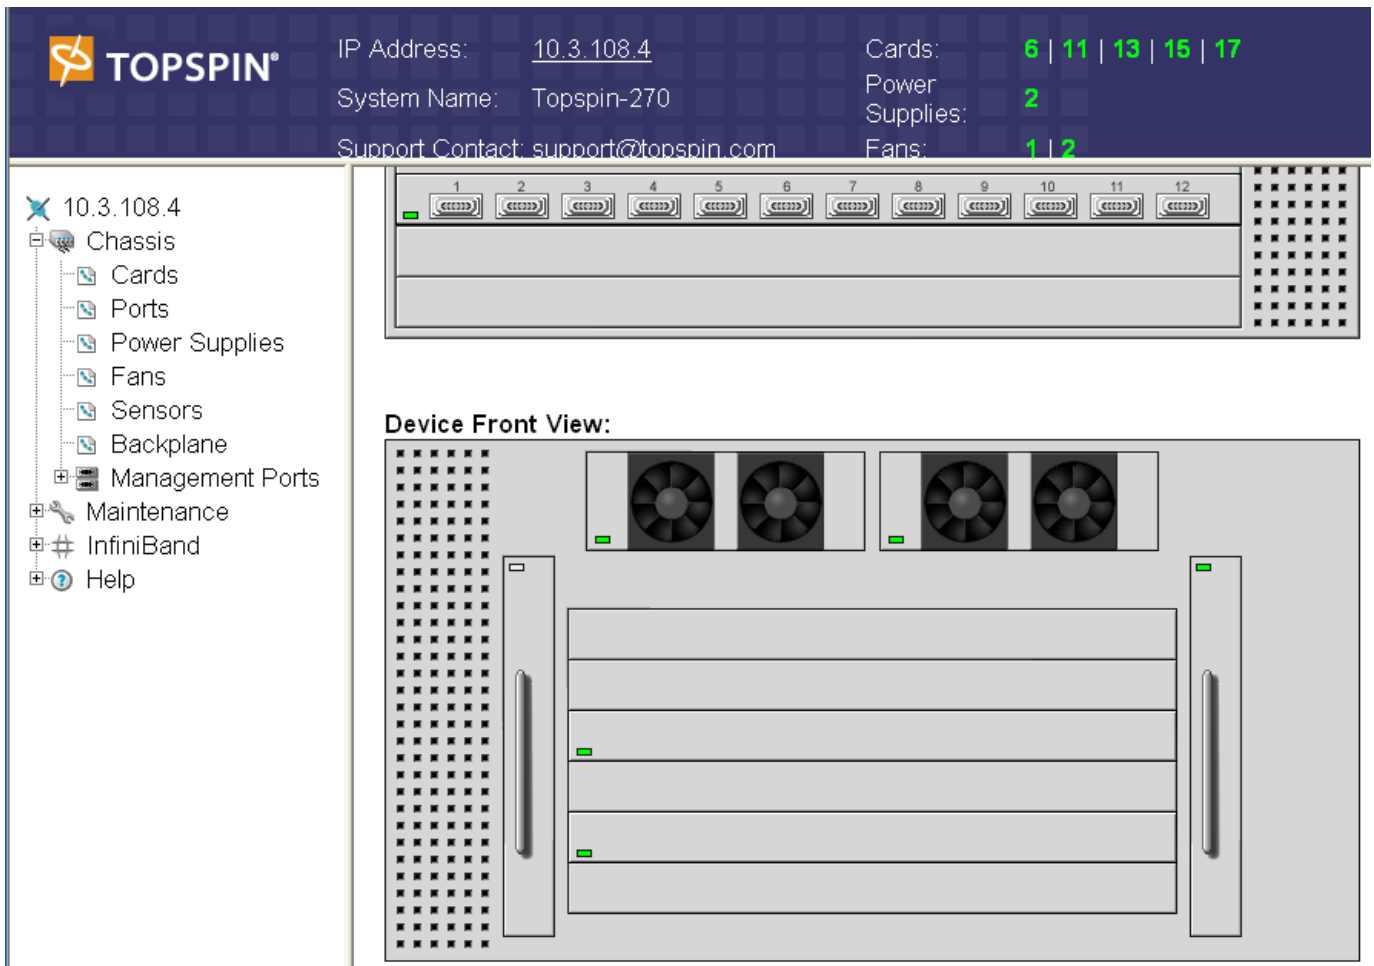 TOPSPIN®
IP Address: 10.3.108.4
System Name: Topspin-270
Support Contact: support@topspin.com
Cards: 6 | 11 | 13 | 15 | 17
Power
Supplies: 2
Fans: 1 | 2
10.3.108.4
Chassis
Cards
Ports
Power Supplies
Fans
Sensors
Backplane
Management Ports
Maintenance
InfiniBand
Help
1 2 3 4 5 6 7 8 9 10 11 12
Device Front View: